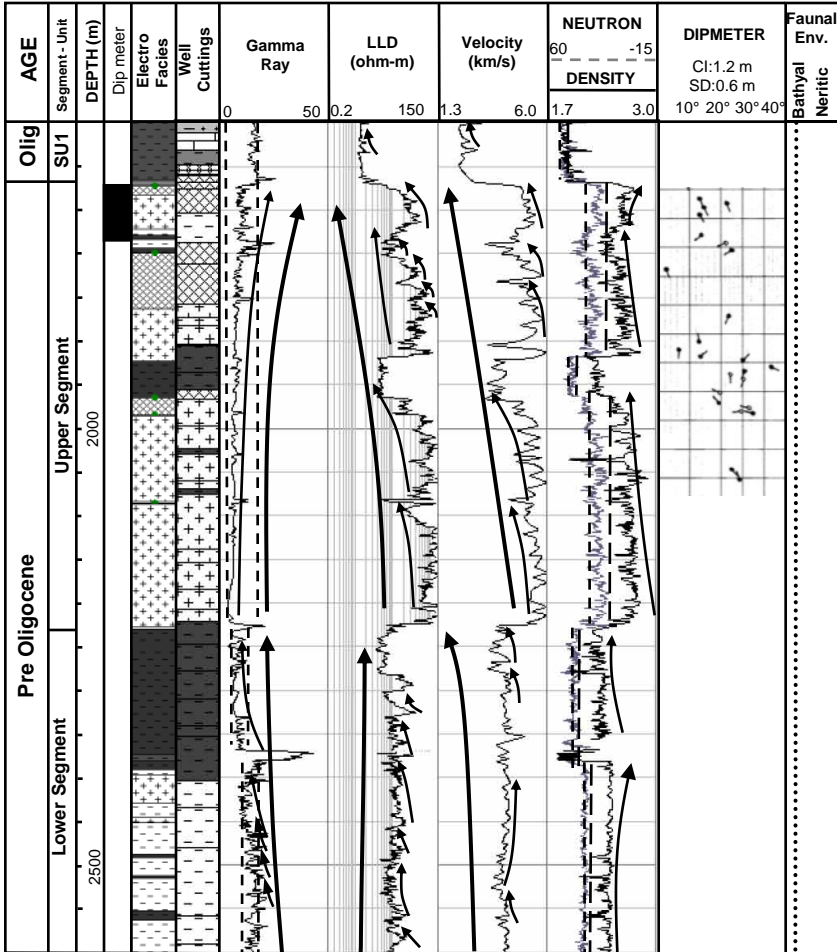 AGE
Segment - Unit
DEPTH (m)
Dip meter
Electro
Facies
Well
Cuttings
Gamma
Ray
0 50
LLD
(ohm-m)
0.2 150
Velocity
(km/s)
1.3 6.0
NEUTRON
60 -15
DENSITY
1.7 3.0
DIPMETER
CI:1.2 m
SD:0.6 m
10° 20° 30° 40°
Faunal
Env.
Bathyal
Neritic
Olig
SU1
Pre Oligocene
Upper Segment
2000
Lower Segment
2500